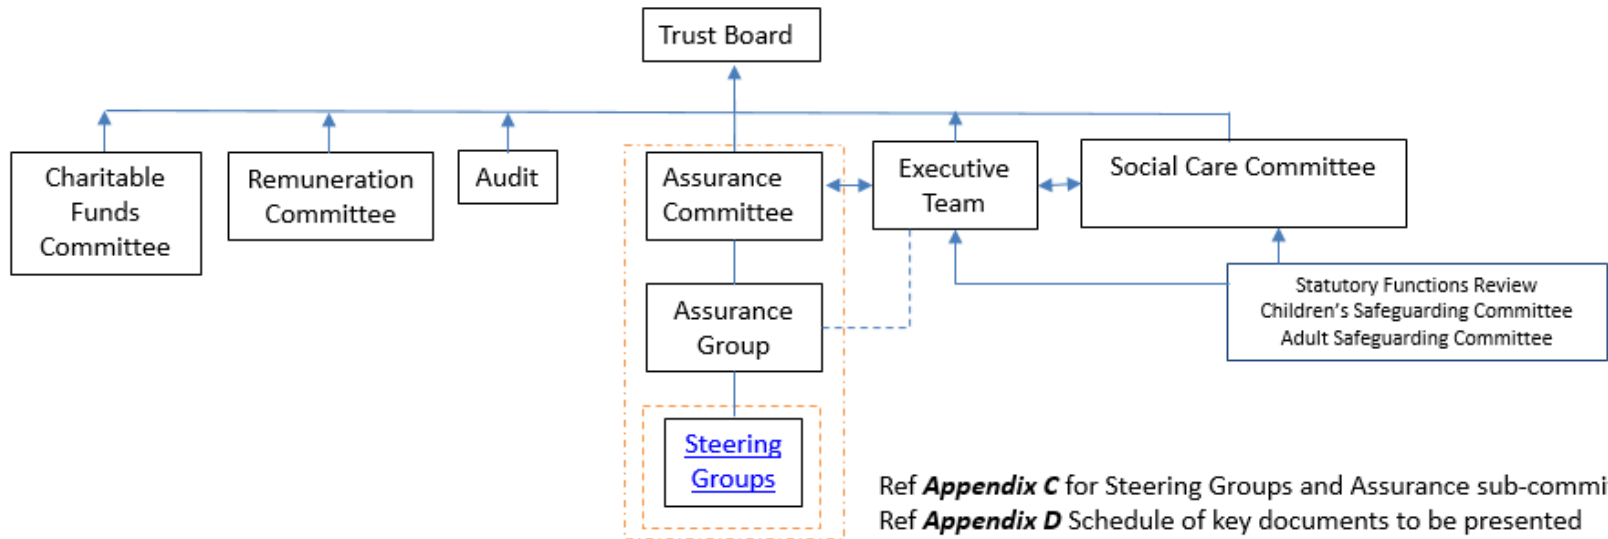 Trust Board
Charitable
Funds
Committee
Remuneration
Committee
Audit
Assurance
Committee
Executive
Team
Social Care Committee
Assurance
Group
Statutory Functions Review
Children's Safeguarding Committee
Adult Safeguarding Committee
Steering
Groups
Ref Appendix C for Steering Groups and Assurance sub-commi
Ref Appendix D Schedule of key documents to be presented